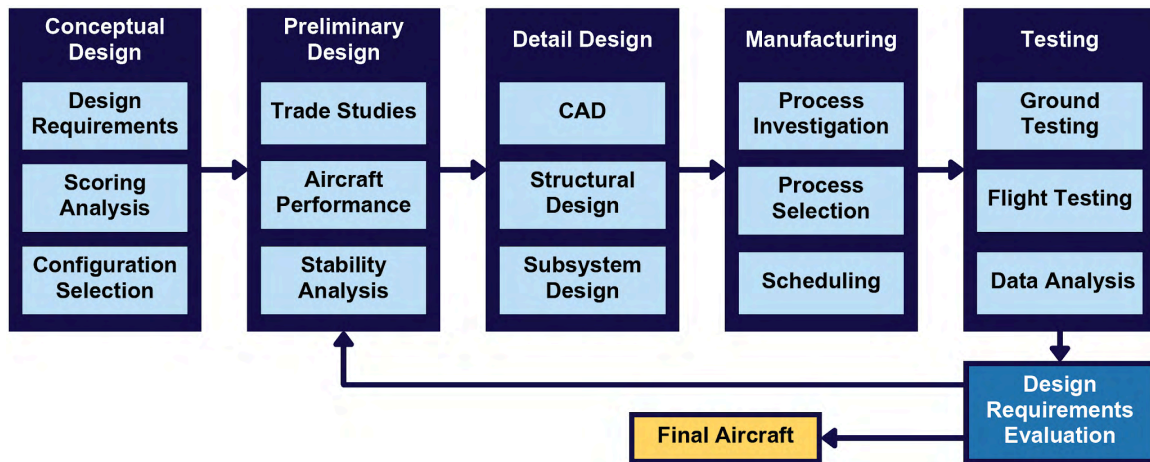 Conceptual
Design
Design
Requirements
Scoring
Analysis
Configuration
Selection
Preliminary
Design
Trade Studies
Aircraft
Performance
Stability
Analysis
Detail Design
CAD
Structural
Design
Subsystem
Design
Manufacturing
Process
Investigation
Process
Selection
Scheduling
Testing
Ground
Testing
Flight Testing
Data Analysis
Design
Requirements
Evaluation
Final Aircraft